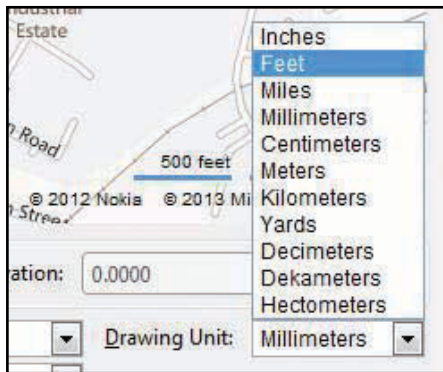 Industrial
Estate
Inches
Feet
Miles
Millimeters
Centimeters
Meters
Kilometers
Yards
Decimeters
Dekameters
Hectometers
Road
500 feet
© 2012 Nokia © 2013 Mi
Stree
ation: 0.0000
Drawing Unit: Millimeters